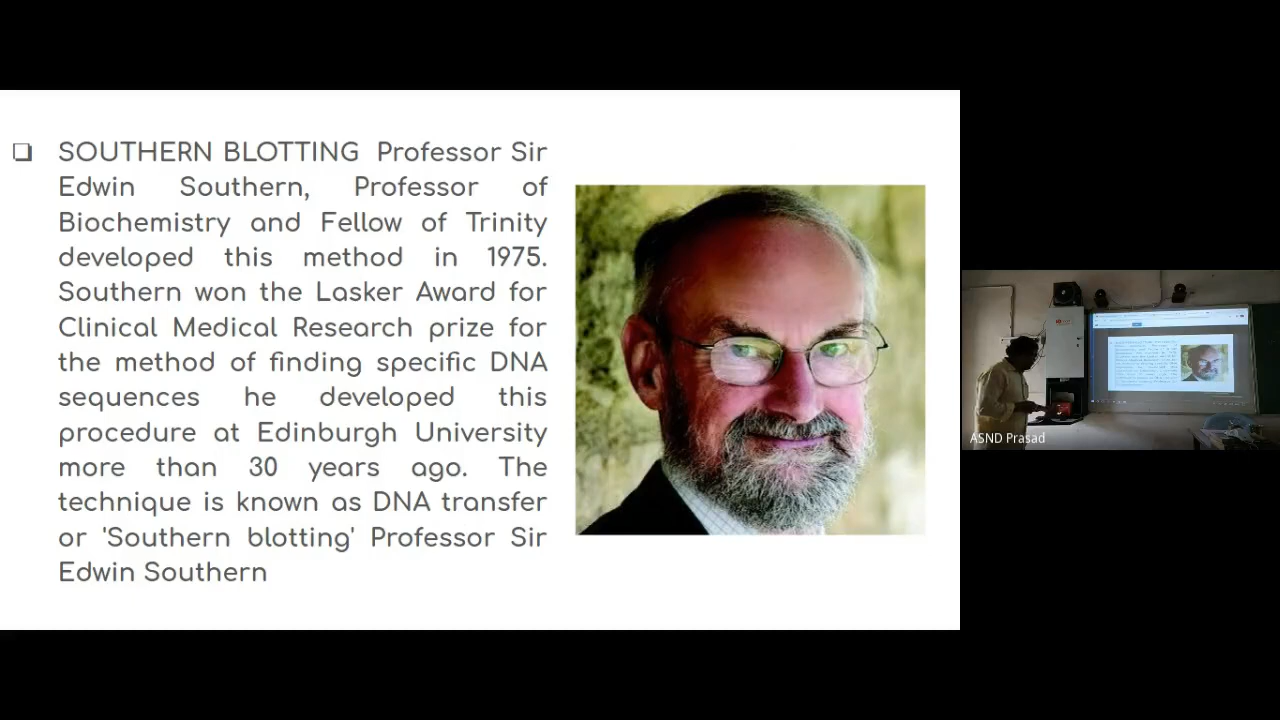 SOUTHERN BLOTTING Professor Sir
Edwin Southern, Professor of
Biochemistry and Fellow of Trinity
developed this method in 1975.
Southern won the Lasker Award for
Clinical Medical Research prize for
the method of finding specific DNA
sequences he developed this
procedure at Edinburgh University
more than 30 years ago. The
technique is known as DNA transfer
or 'Southern blotting' Professor Sir
Edwin Southern
ASND Prasad